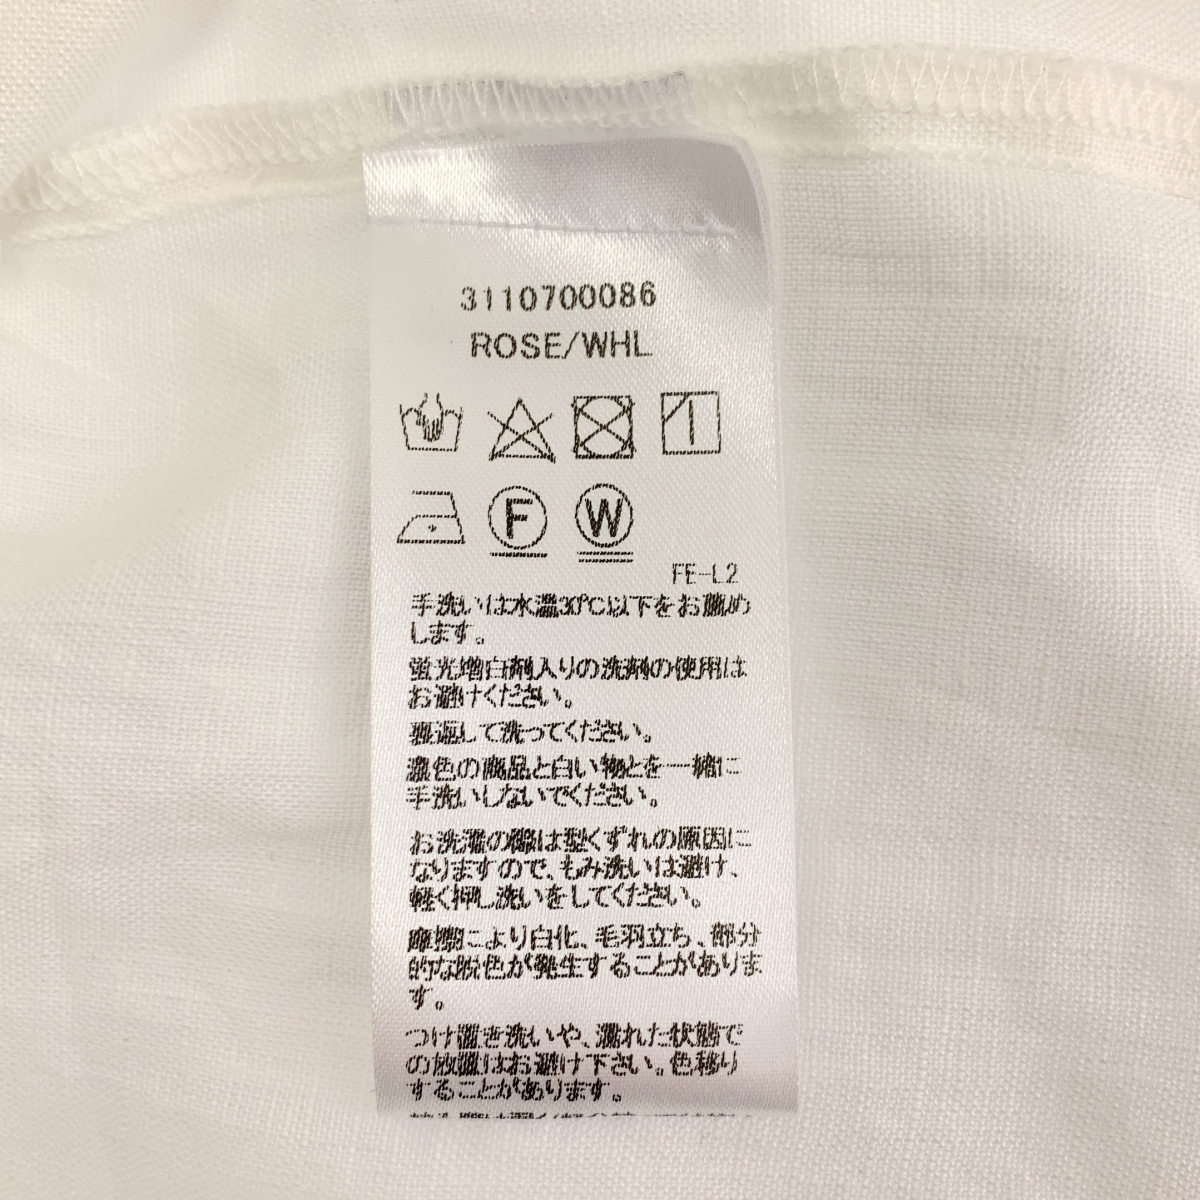 3110700086
ROSE/WHL
F
W
FE-L2
手洗いは水温30℃以下をお薦め
します。
蛍光増白剤入りの洗剤の使用は
お避けください。
裏返して洗ってください。
濃色の商品と白い物とを一緒に
手洗いしないでください。
お洗濯の際は型くずれの原因に
なりますので、もみ洗いは避け、
軽く押し洗いをしてください。
摩擦により白化、毛羽立ち、部分
的な脱色が発生することがありま
す。
つけ置き洗いや、濡れた状態で
の放置はお避け下さい。色移り
することがあります。